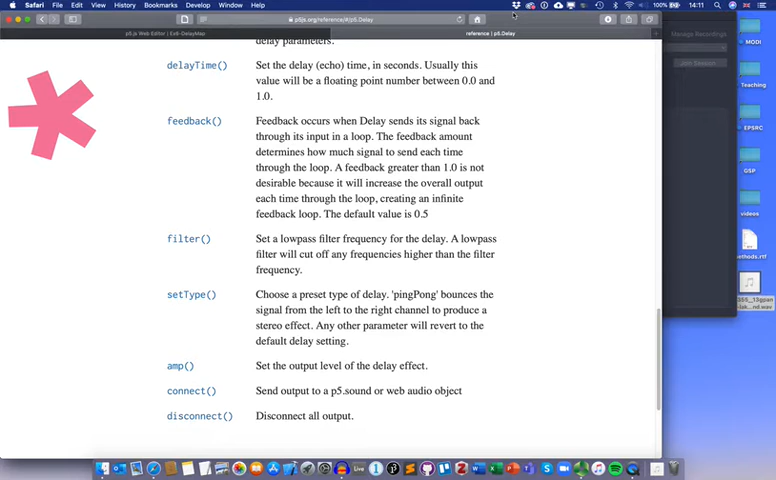 Safari File Edit View History Bookmarks Develop Window Help
100% Fri 14:11
p5js.org/reference/#/p5.Delay
p5.js Web Editor | Ex6-DelayMap
reference | p5.Delay
Manage Recordings
Join Session
MODI
Teaching
EPSRC
GSP
videos
delay parameters.
delayTime() Set the delay (echo) time, in seconds. Usually this
value will be a floating point number between 0.0 and
1.0.
feedback() Feedback occurs when Delay sends its signal back
through its input in a loop. The feedback amount
determines how much signal to send each time
through the loop. A feedback greater than 1.0 is not
desirable because it will increase the overall output
each time through the loop, creating an infinite
feedback loop. The default value is 0.5
filter() Set a lowpass filter frequency for the delay. A lowpass
filter will cut off any frequencies higher than the filter
frequency.
setType() Choose a preset type of delay. 'pingPong' bounces the
signal from the left to the right channel to produce a
stereo effect. Any other parameter will revert to the
default delay setting.
amp() Set the output level of the delay effect.
connect() Send output to a p5.sound or web audio object
disconnect() Disconnect all output.
Live